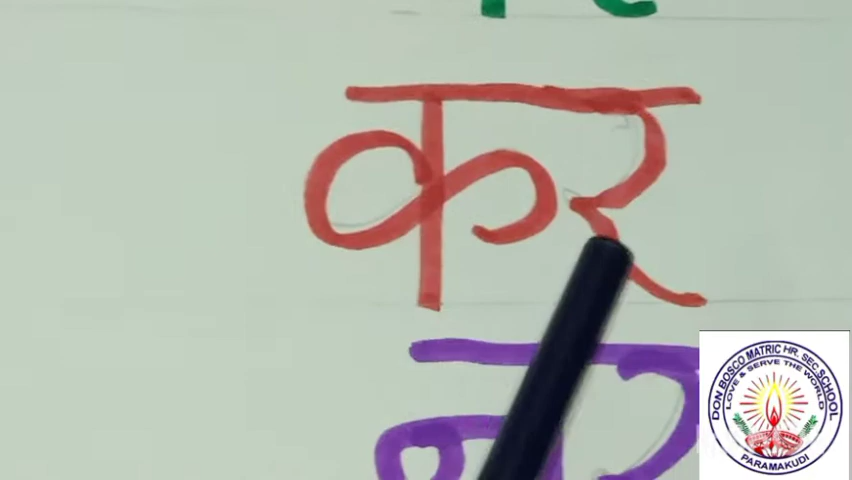 कर
DON BOSCO MATRIC HR. SEC. SCHOOL
LOVE & SERVE THE WORLD
PARAMAKUDI